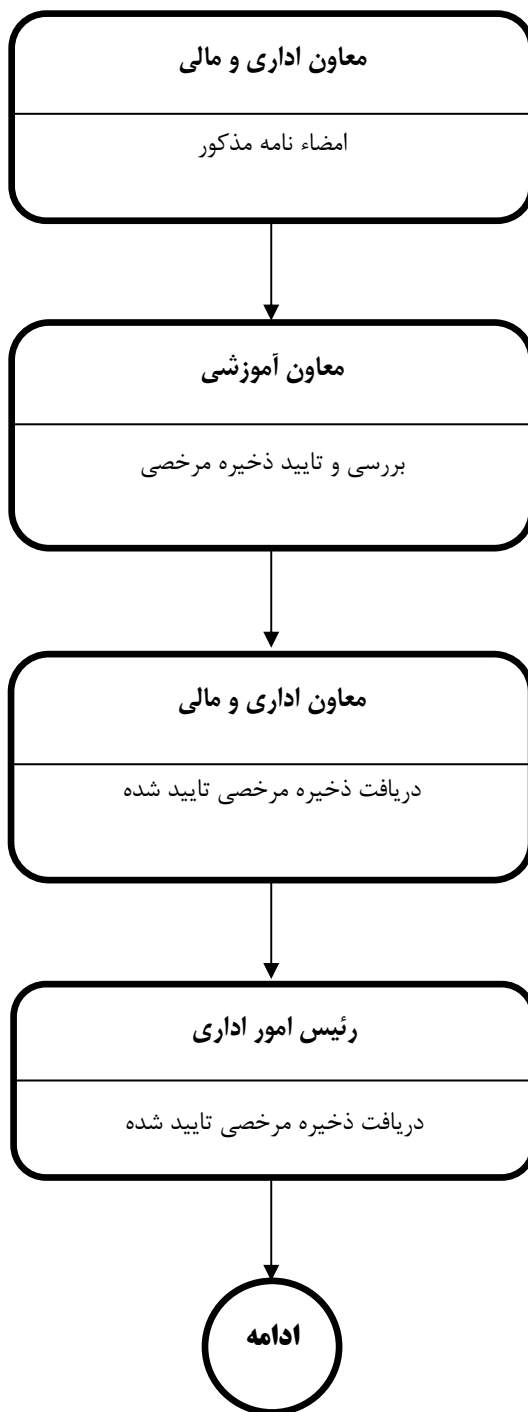 معاون اداری و مالی
امضاء نامه مذکور
معاون آموزشی
بررسی و تایید ذخیره مرخصی
معاون اداری و مالی
دریافت ذخیره مرخصی تایید شده
رئیس امور اداری
دریافت ذخیره مرخصی تایید شده
ادامه